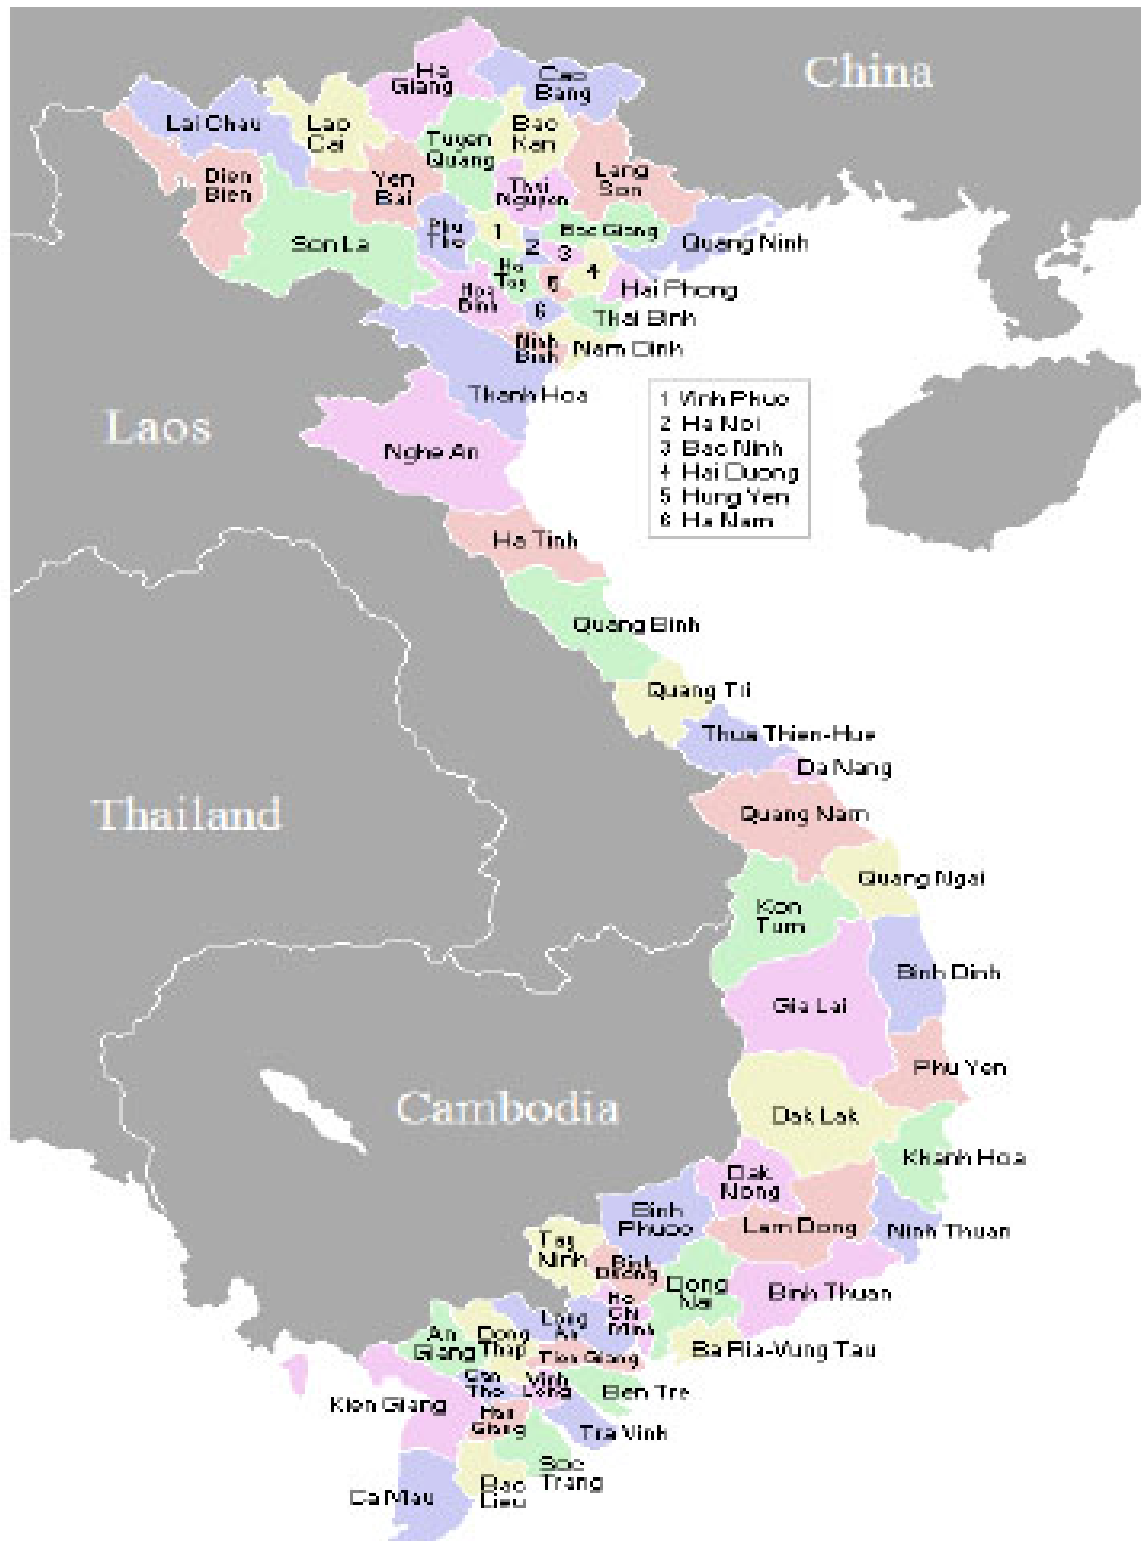 China
Ha
Giang
Cao
Bang
Lai Chau
Lao
Cai
Tuyen
Quang
Bac
Kan
Lang
Son
Dien
Bien
Yen
Bai
Thai
Nguyen
Phu
Tho
1
Bac Giang
Son La
2
Quang Ninh
3
Ha
Tay
4
5
Hoa
Binh
Hai Phong
6
Thai Binh
Ninh
Binh
Nam Dinh
Thanh Hoa
1 Vinh Phuc
2 Ha Noi
3 Bac Ninh
4 Hai Duong
5 Hung Yen
6 Ha Nam
Laos
Nghe An
Ha Tinh
Quang Binh
Quang Tri
Thua Thien-Hue
Da Nang
Thailand
Quang Nam
Quang Ngai
Kon
Tum
Binh Dinh
Gia Lai
Phu Yen
Cambodia
Dak Lak
Khanh Hoa
Dak
Nong
Binh
Phuoc
Lam Dong
Ninh Thuan
Tay
Ninh
Binh
Duong
Dong
Nai
Binh Thuan
Ho
Chi
Minh
Long
An
An
Giang
Dong
Thap
Tien Giang
Ba Ria-Vung Tau
Can
Tho
Vinh
Long
Ben Tre
Kien Giang
Hau
Giang
Tra Vinh
Soc
Trang
Bac
Lieu
Ca Mau